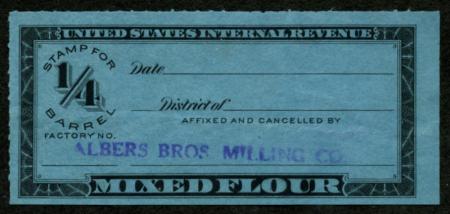 UNITED STATES INTERNAL REVENUE
STAMP FOR
1/4
BARREL
FACTORY NO.
Date
District of
AFFIXED AND CANCELLED BY
ALBERS BROS. MILLING CO.
MIXED FLOUR